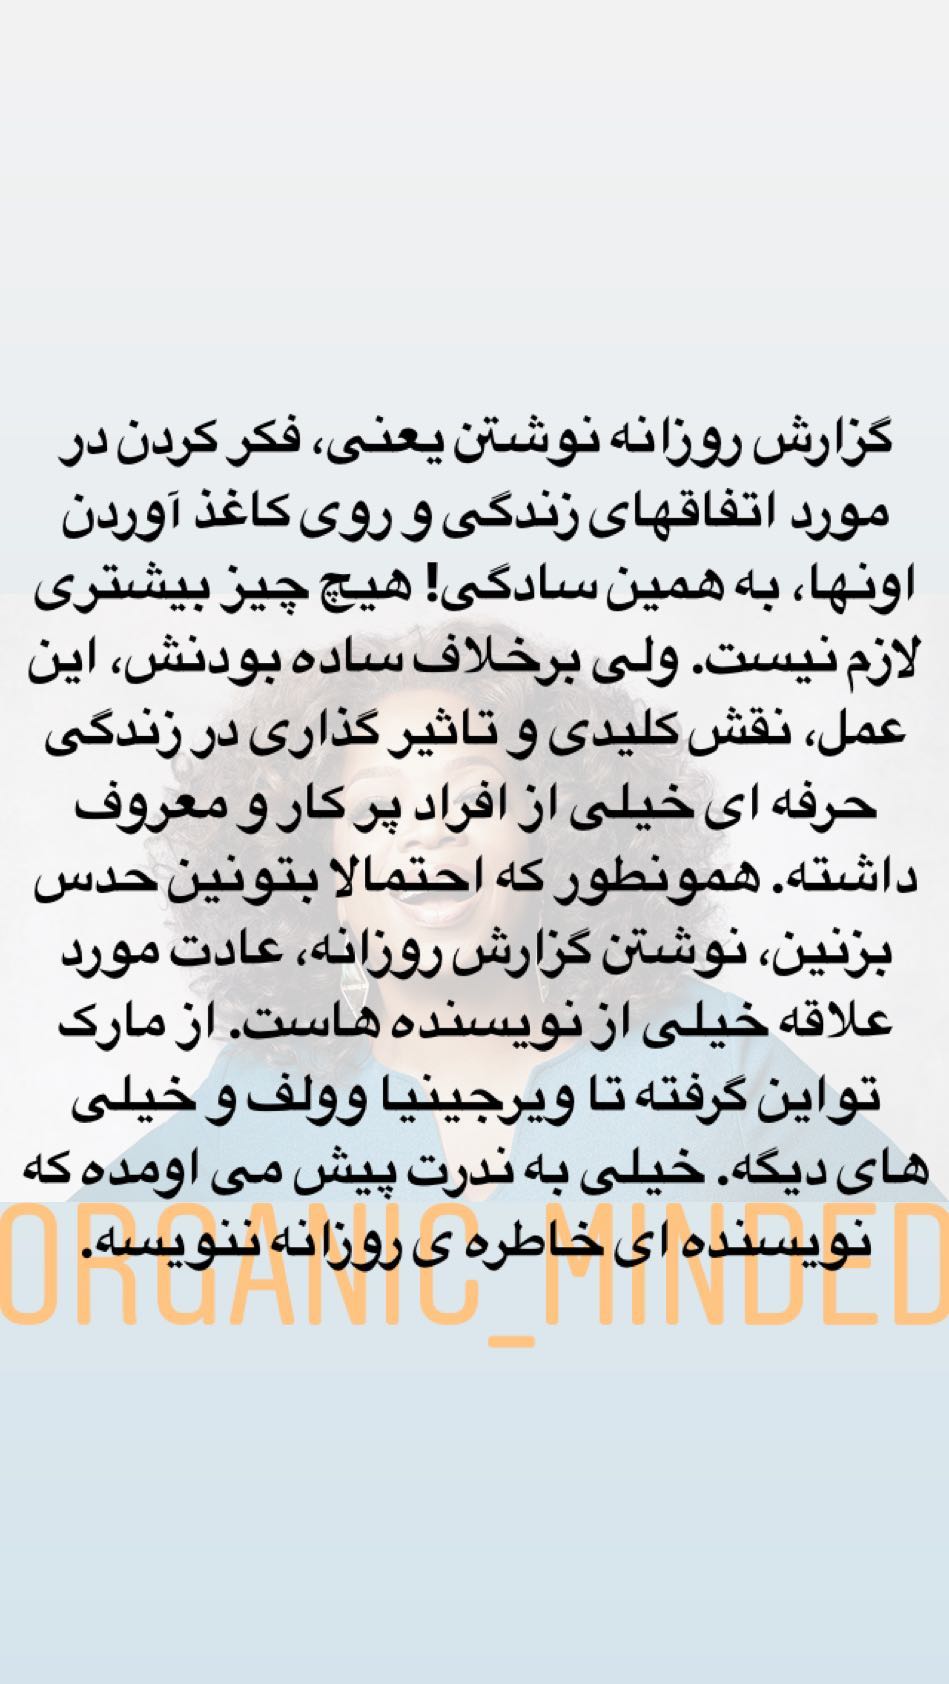 گزارش روزانه نوشتن یعنی، فکر کردن در
مورد اتفاقهای زندگی و روی کاغذ آوردن
اونها، به همین سادگی! هیچ چیز بیشتری
لازم نیست. ولی برخلاف ساده بودنش، این
عمل، نقش کلیدی و تاثیر گذاری در زندگی
حرفه ای خیلی از افراد پر کار و معروف
داشته. همونطور که احتمالا بتونین حدس
بزنین، نوشتن گزارش روزانه، عادت مورد
علاقه خیلی از نویسنده هاست. از مارک
تواین گرفته تا ویرجینیا وولف و خیلی
های دیگه. خیلی به ندرت پیش می اومده که
نویسنده ای خاطره ی روزانه ننویسه.
ORGANIC_MINDED